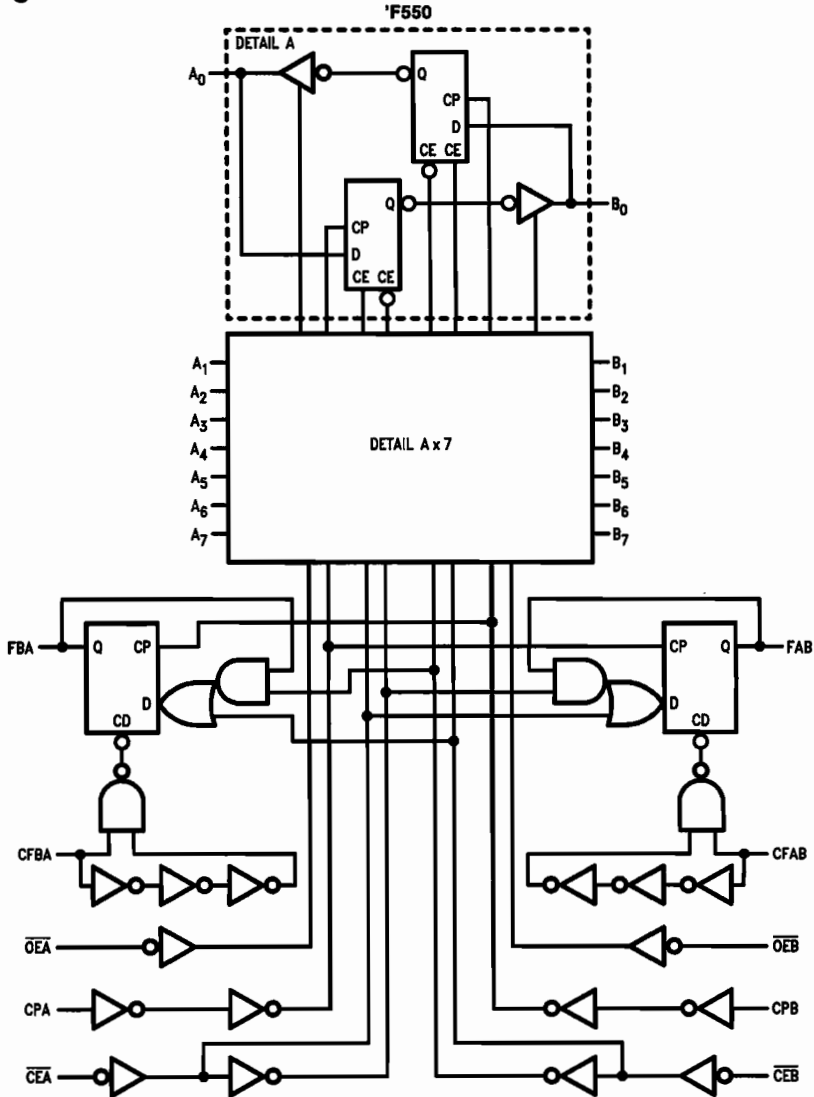 'F550
DETAIL A
A0
Q
CP
D
CE CE
Q
B0
CP
D
CE CE
A1
B1
A2
B2
A3
B3
A4
DETAIL A x 7
B4
A5
B5
A6
B6
A7
B7
FBA
Q
CP
CP
Q
FAB
D
D
CD
CD
CFBA
CFAB
OEA
OEB
CPA
CPB
CEA
CEB